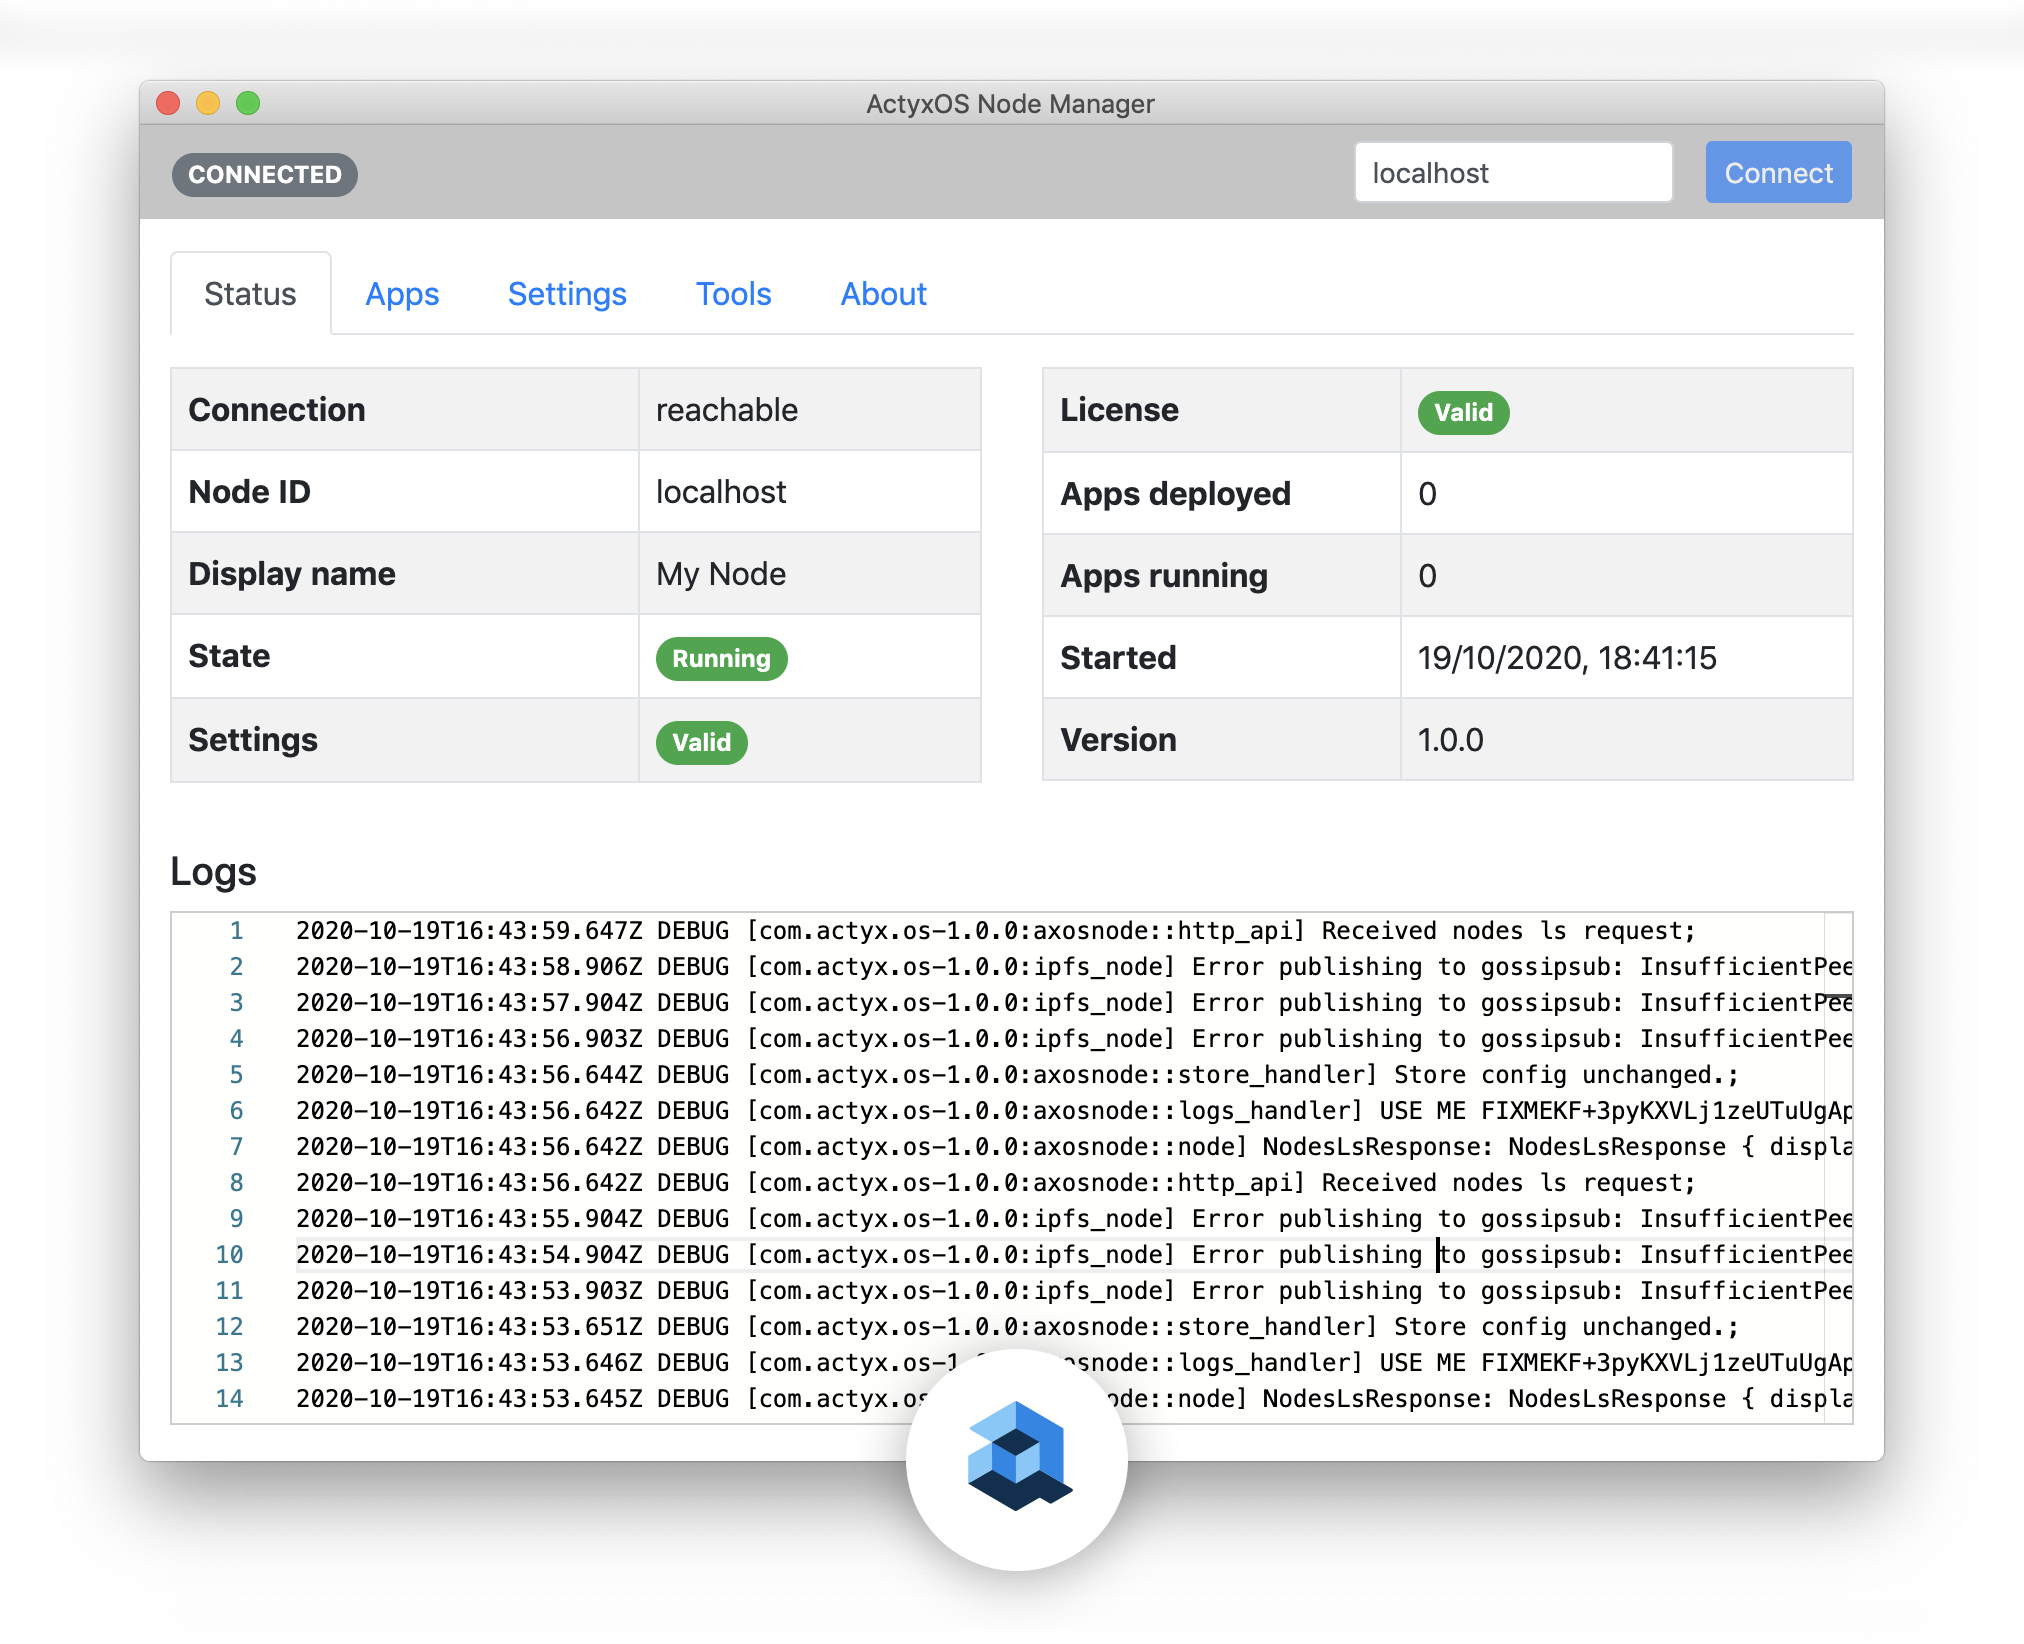 ActyxOS Node Manager
CONNECTED
localhost
Connect
Status
Apps
Settings
Tools
About
Connection reachable
Node ID localhost
Display name My Node
State Running
Settings Valid
License Valid
Apps deployed 0
Apps running 0
Started 19/10/2020, 18:41:15
Version 1.0.0
Logs
1 2020-10-19T16:43:59.647Z DEBUG [com.actyx.os-1.0.0:axosnode::http_api] Received nodes ls request;
2 2020-10-19T16:43:58.906Z DEBUG [com.actyx.os-1.0.0:ipfs_node] Error publishing to gossipsub: InsufficientPee
3 2020-10-19T16:43:57.904Z DEBUG [com.actyx.os-1.0.0:ipfs_node] Error publishing to gossipsub: InsufficientPee
4 2020-10-19T16:43:56.903Z DEBUG [com.actyx.os-1.0.0:ipfs_node] Error publishing to gossipsub: InsufficientPee
5 2020-10-19T16:43:56.644Z DEBUG [com.actyx.os-1.0.0:axosnode::store_handler] Store config unchanged.;
6 2020-10-19T16:43:56.642Z DEBUG [com.actyx.os-1.0.0:axosnode::logs_handler] USE ME FIXMEKF+3pyKXVLj1zeUTuUgAp
7 2020-10-19T16:43:56.642Z DEBUG [com.actyx.os-1.0.0:axosnode::node] NodesLsResponse: NodesLsResponse { displa
8 2020-10-19T16:43:56.642Z DEBUG [com.actyx.os-1.0.0:axosnode::http_api] Received nodes ls request;
9 2020-10-19T16:43:55.904Z DEBUG [com.actyx.os-1.0.0:ipfs_node] Error publishing to gossipsub: InsufficientPee
10 2020-10-19T16:43:54.904Z DEBUG [com.actyx.os-1.0.0:ipfs_node] Error publishing to gossipsub: InsufficientPee
11 2020-10-19T16:43:53.903Z DEBUG [com.actyx.os-1.0.0:ipfs_node] Error publishing to gossipsub: InsufficientPee
12 2020-10-19T16:43:53.651Z DEBUG [com.actyx.os-1.0.0:axosnode::store_handler] Store config unchanged.;
13 2020-10-19T16:43:53.646Z DEBUG [com.actyx.os-1.0.0:axosnode::logs_handler] USE ME FIXMEKF+3pyKXVLj1zeUTuUgAp
14 2020-10-19T16:43:53.645Z DEBUG [com.actyx.os ode::node] NodesLsResponse: NodesLsResponse { displa